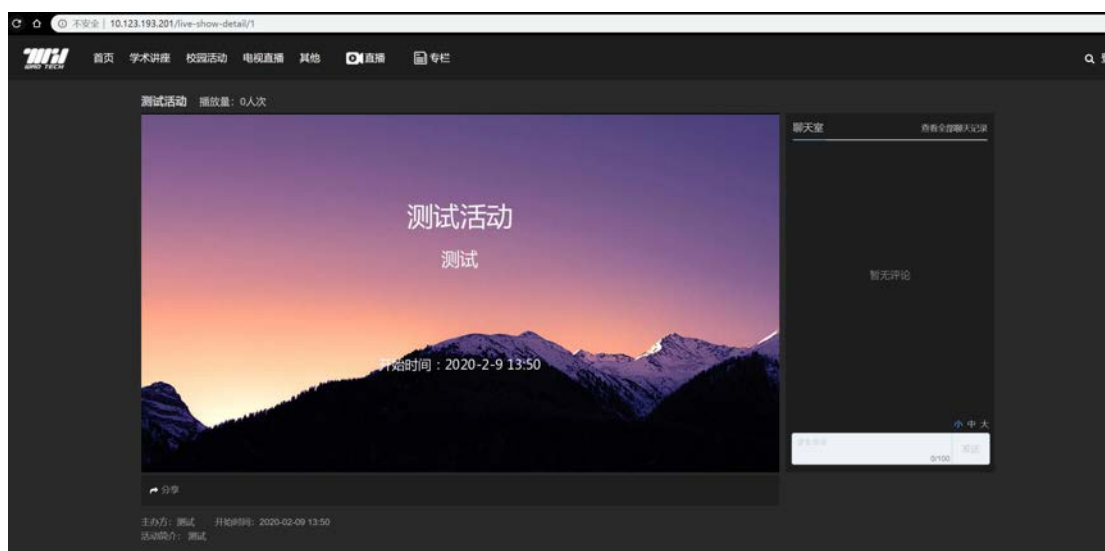 不安全 | 10.123.193.201/live-show-detail/1
WIIO TECH 首页 学术讲座 校园活动 电视直播 其他 直播 专栏
测试活动 播放量：0人次
聊天室 查看全部聊天记录
测试活动
测试
暂无评论
开始时间：2020-2-9 13:50
小 中 大
0/100 发送
分享
主办方：测试 开始时间：2020-02-09 13:50
活动简介：测试